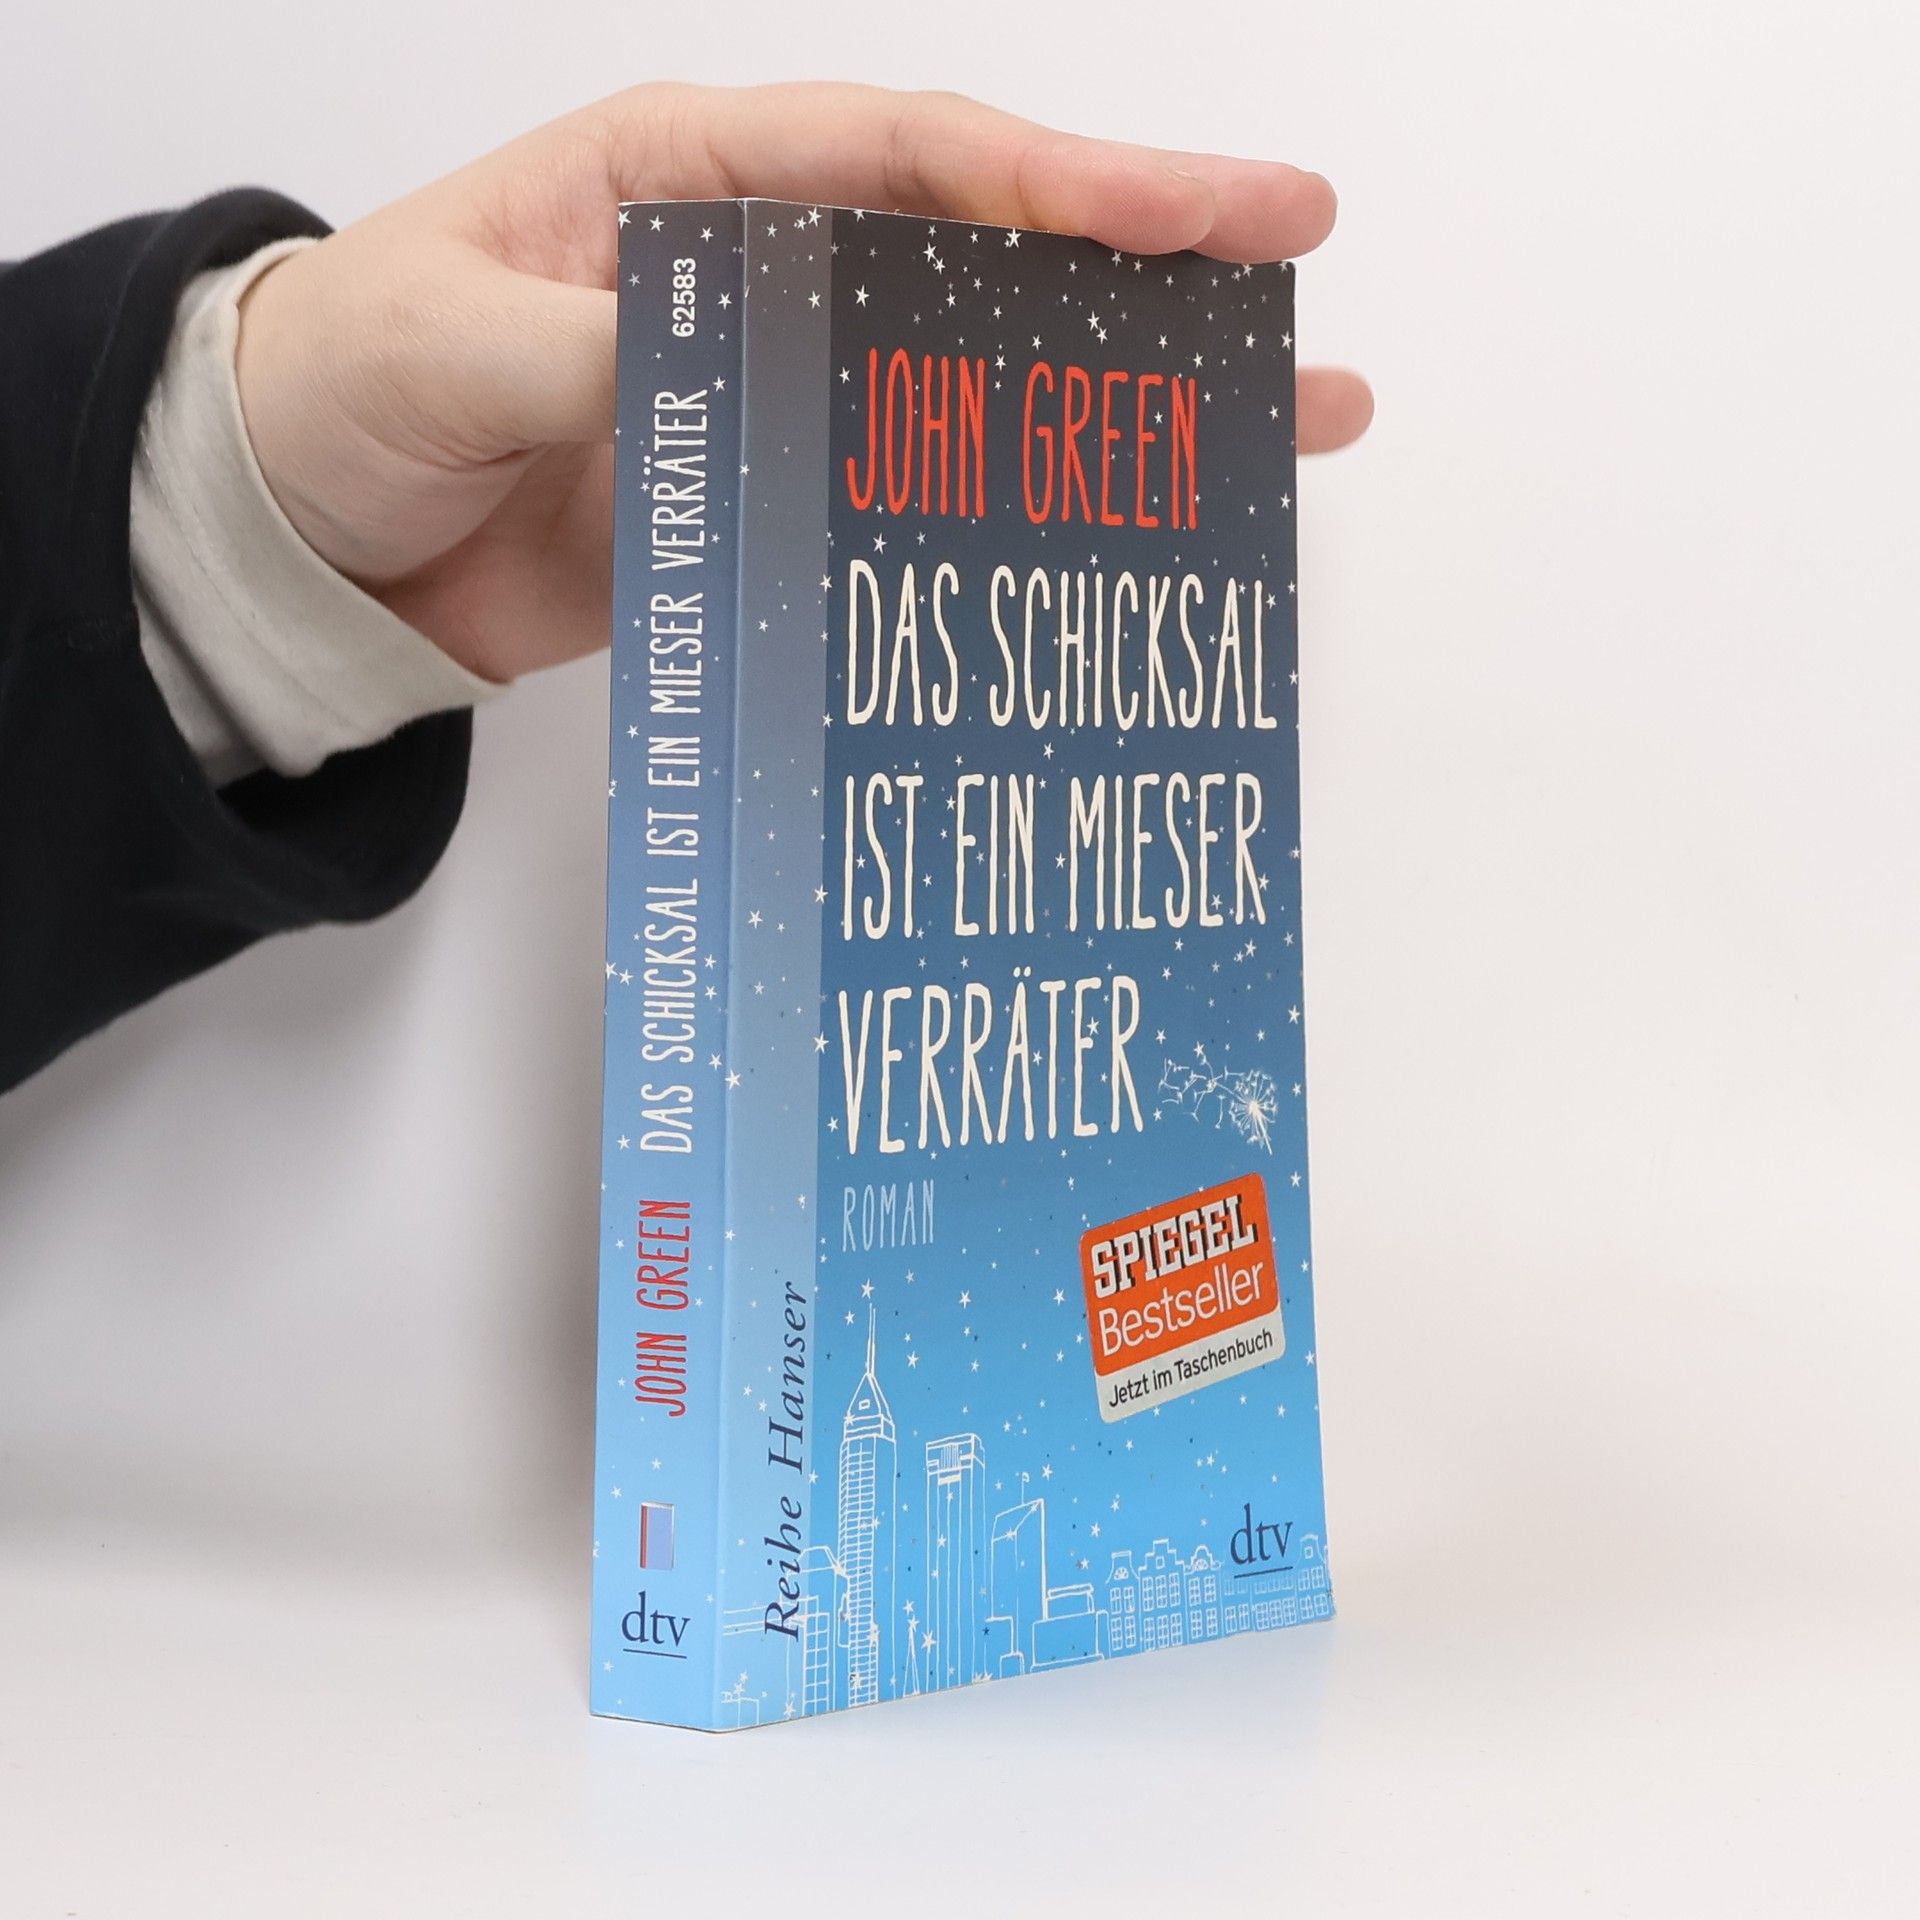 62583
JOHN GREEN DAS SCHICKSAL IST EIN MIESER VERRÄTER
dtv
JOHN GREEN
DAS SCHICKSAL
IST EIN MIESER
VERRÄTER
ROMAN
SPIEGEL
Bestseller
Jetzt im Taschenbuch
Reihe Hanser
dtv